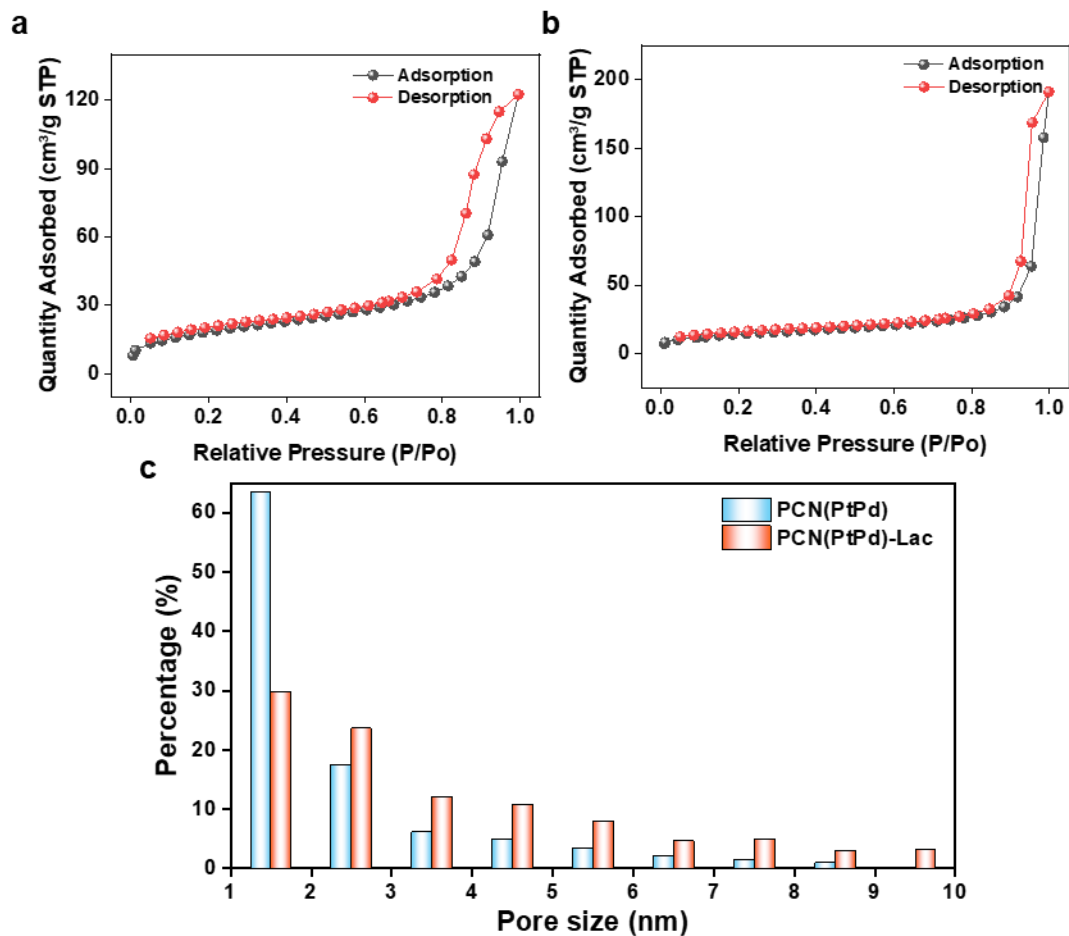 a
Adsorption
Desorption
Quantity Adsorbed (cm³/g STP)
120
90
60
30
0
0.0 0.2 0.4 0.6 0.8 1.0
Relative Pressure (P/Po)
b
Adsorption
Desorption
Quantity Adsorbed (cm³/g STP)
200
150
100
50
0
0.0 0.2 0.4 0.6 0.8 1.0
Relative Pressure (P/Po)
c
PCN(PtPd)
PCN(PtPd)-Lac
Percentage (%)
60
50
40
30
20
10
0
1 2 3 4 5 6 7 8 9 10
Pore size (nm)